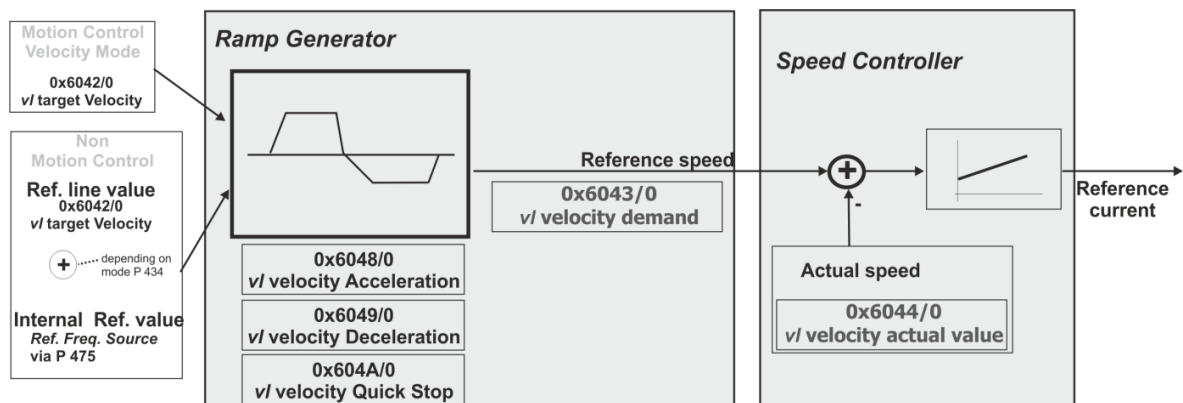 Motion Control
Velocity Mode
0x6042/0
vl target Velocity
Non
Motion Control
Ref. line value
0x6042/0
vl target Velocity
+
depending on
mode P 434
Internal Ref. value
Ref. Freq. Source
via P 475
Ramp Generator
0x6048/0
vl velocity Acceleration
0x6049/0
vl velocity Deceleration
0x604A/0
vl velocity Quick Stop
Reference speed
0x6043/0
vl velocity demand
Speed Controller
+
-
Actual speed
0x6044/0
vl velocity actual value
Reference
current